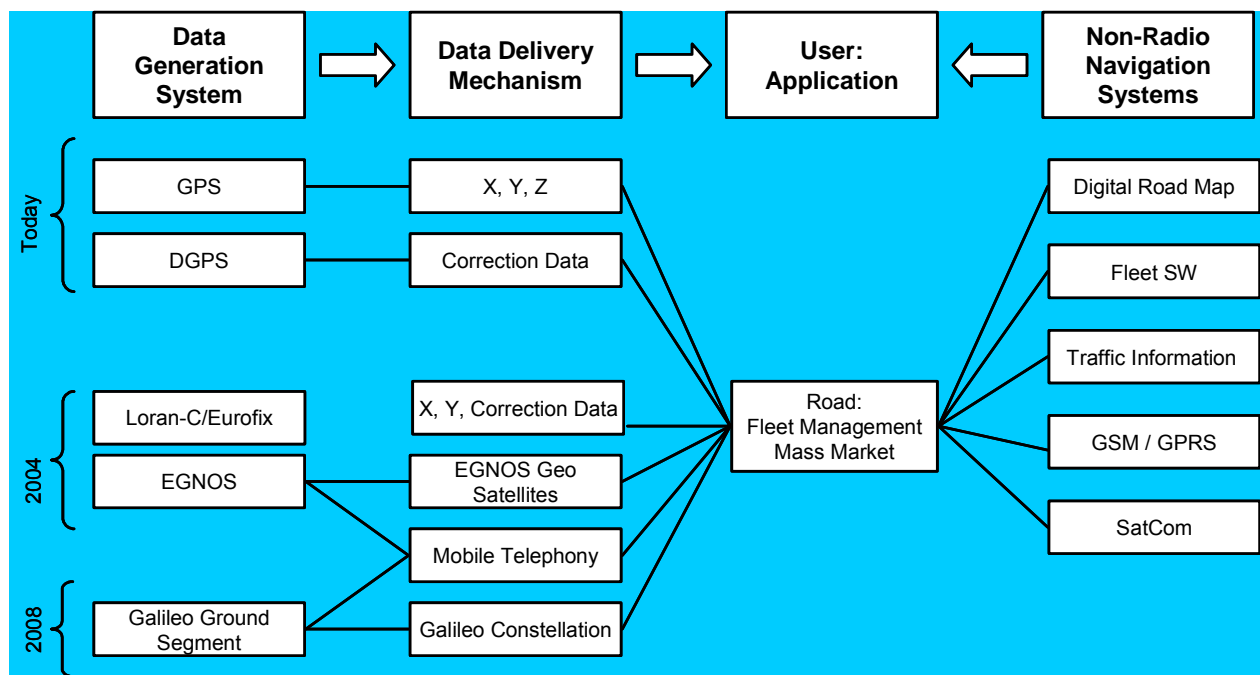 Data
Generation
System
Data Delivery
Mechanism
User:
Application
Non-Radio
Navigation
Systems
Today
GPS
X, Y, Z
Digital Road Map
DGPS
Correction Data
Fleet SW
Traffic Information
2004
Loran-C/Eurofix
X, Y, Correction Data
Road:
Fleet Management
Mass Market
GSM / GPRS
EGNOS
EGNOS Geo
Satellites
SatCom
Mobile Telephony
2008
Galileo Ground
Segment
Galileo Constellation